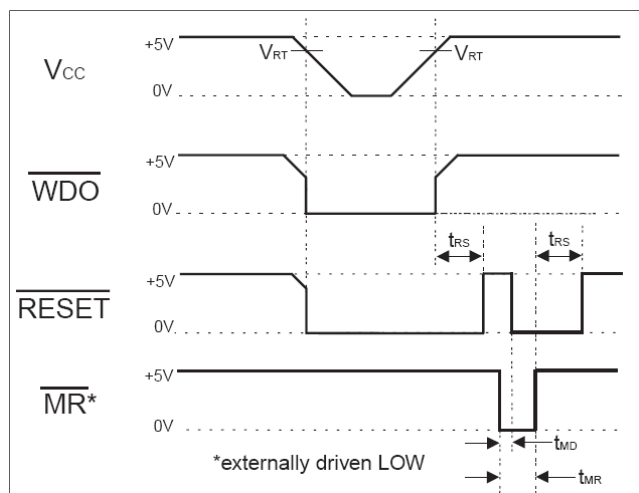 +5V
VCC
VRT
VRT
0V
+5V
WDO
0V
tRS
tRS
+5V
RESET
0V
+5V
MR*
0V
tMD
*externally driven LOW
tMR